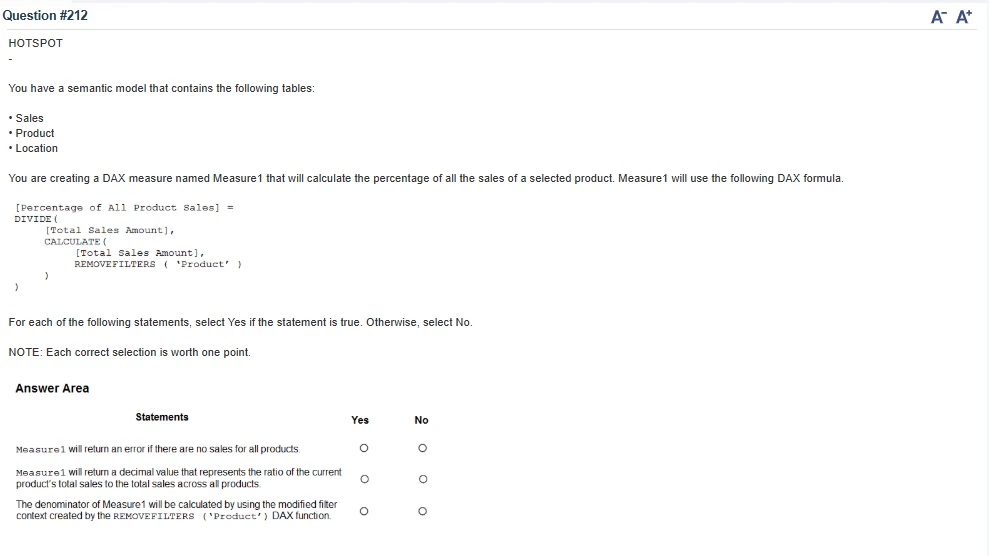 Question #212
A- A+
HOTSPOT
-
You have a semantic model that contains the following tables:
• Sales
• Product
• Location
You are creating a DAX measure named Measure1 that will calculate the percentage of all the sales of a selected product. Measure1 will use the following DAX formula.
[Percentage of All Product Sales] =
DIVIDE(
[Total Sales Amount],
CALCULATE(
[Total Sales Amount],
REMOVEFILTERS ( 'Product' )
)
)
For each of the following statements, select Yes if the statement is true. Otherwise, select No.
NOTE: Each correct selection is worth one point.
Answer Area
Statements Yes No
Measure1 will return an error if there are no sales for all products.
Measure1 will return a decimal value that represents the ratio of the current
product's total sales to the total sales across all products.
The denominator of Measure1 will be calculated by using the modified filter
context created by the REMOVEFILTERS ('Product') DAX function.